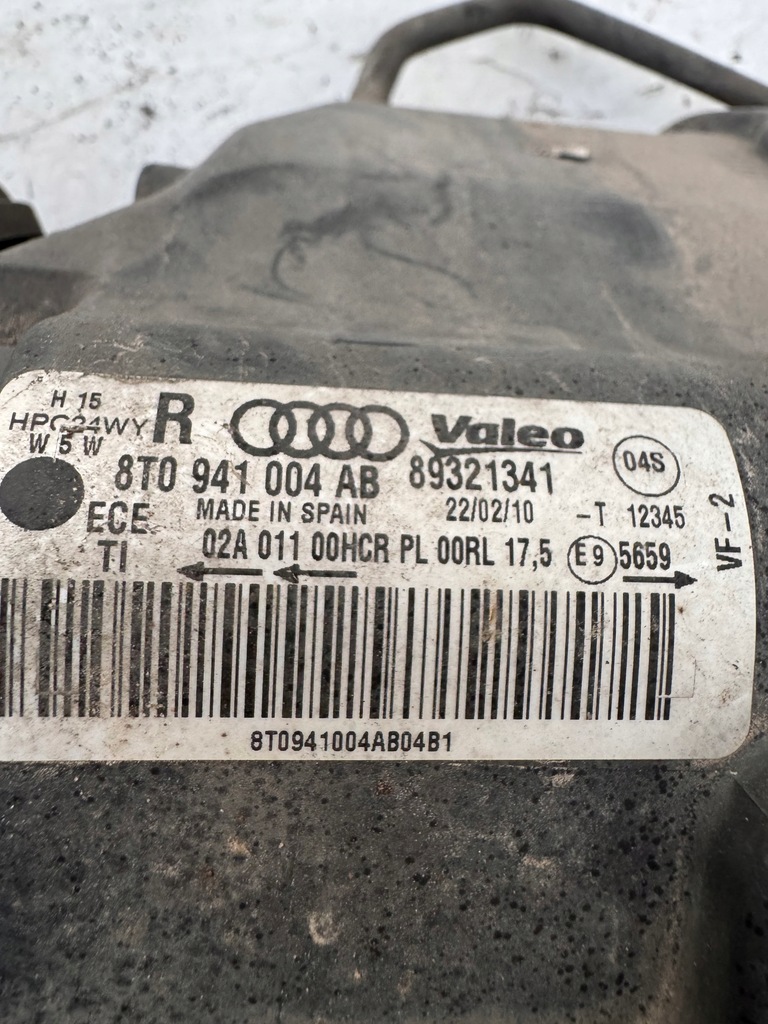 H 15
HPC24WY R Valeo
W 5 W
8T0 941 004 AB 89321341 04S
ECE MADE IN SPAIN 22/02/10 -T 12345
TI 02A 011 00HCR PL 00RL 17,5 E9 5659
VF-2
8T0941004AB04B1